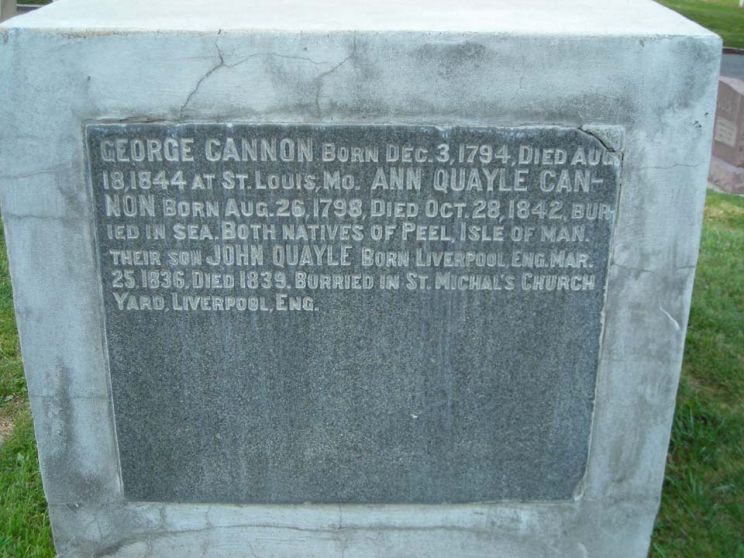 GEORGE CANNON BORN DEC. 3, 1794, DIED AUG
18, 1844 AT ST. LOUIS, MO. ANN QUAYLE CAN-
NON BORN AUG. 26, 1798, DIED OCT. 28, 1842, BUR-
IED IN SEA. BOTH NATIVES OF PEEL, ISLE OF MAN.
THEIR SON JOHN QUAYLE BORN LIVERPOOL, ENG. MAR.
25. 1836, DIED 1839. BURRIED IN ST. MICHAL'S CHURCH
YARD, LIVERPOOL, ENG.